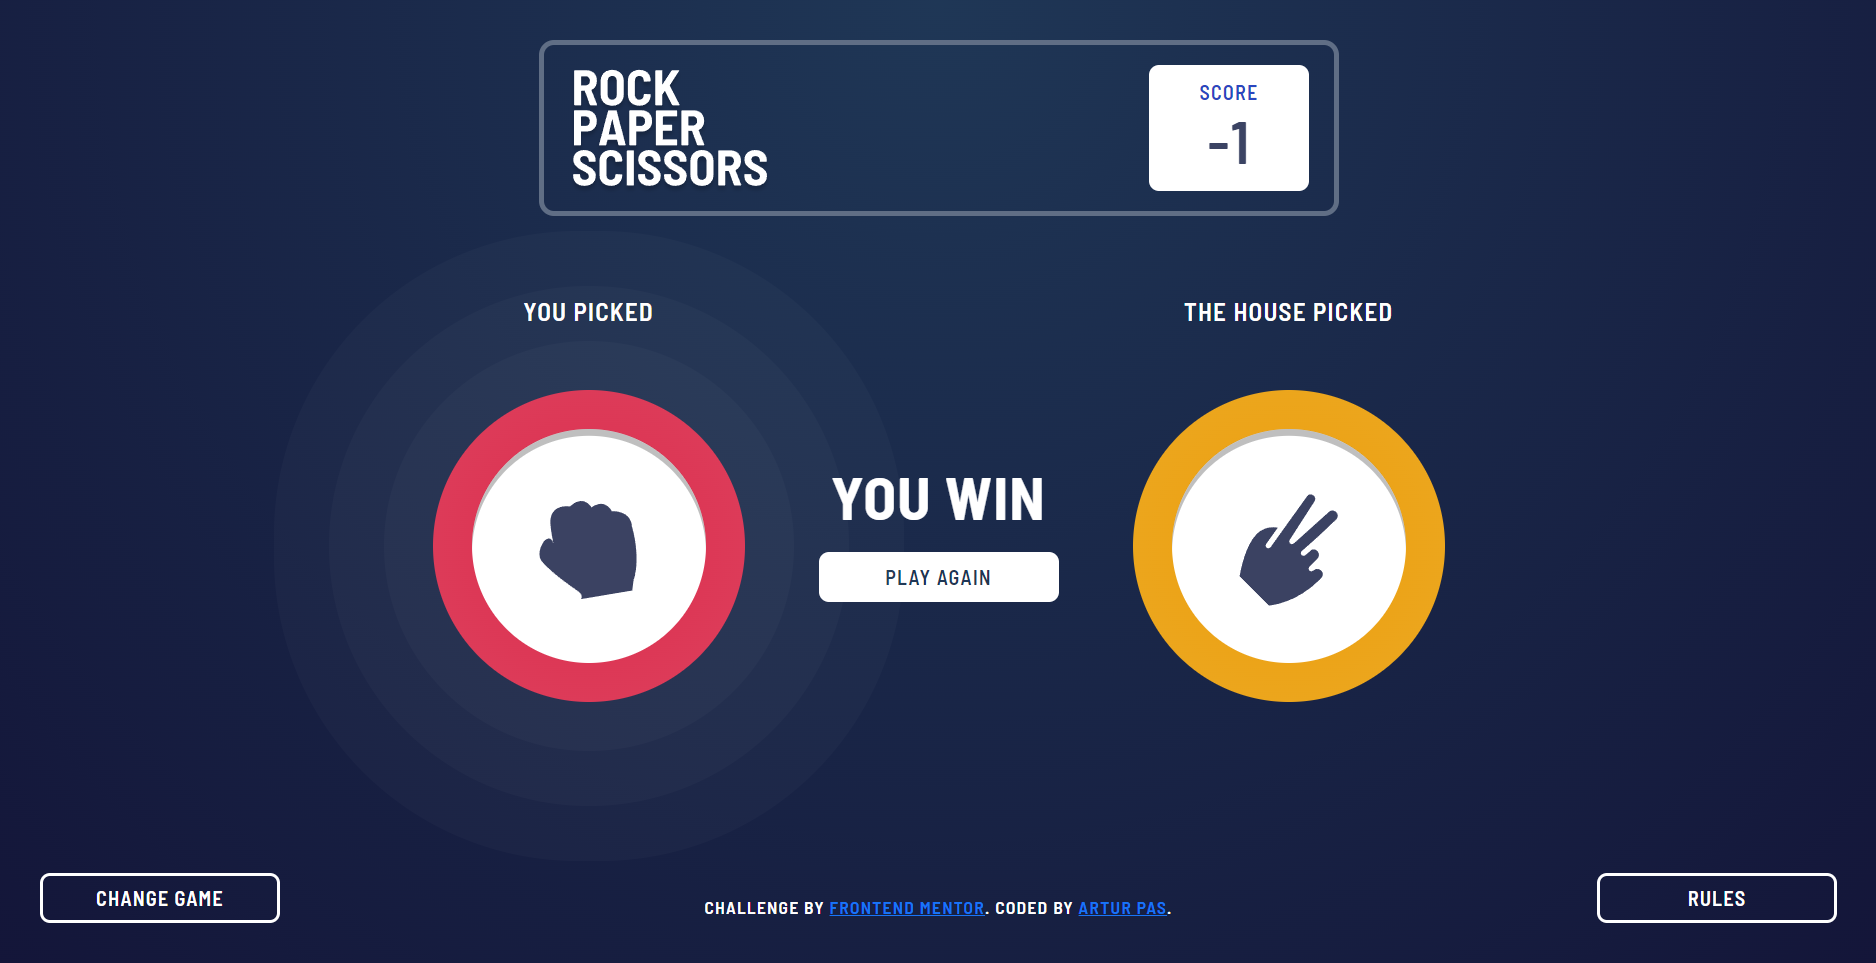 ROCK
PAPER
SCISSORS
SCORE
-1
YOU PICKED
THE HOUSE PICKED
YOU WIN
PLAY AGAIN
CHANGE GAME
CHALLENGE BY FRONTEND MENTOR. CODED BY ARTUR PAS.
RULES